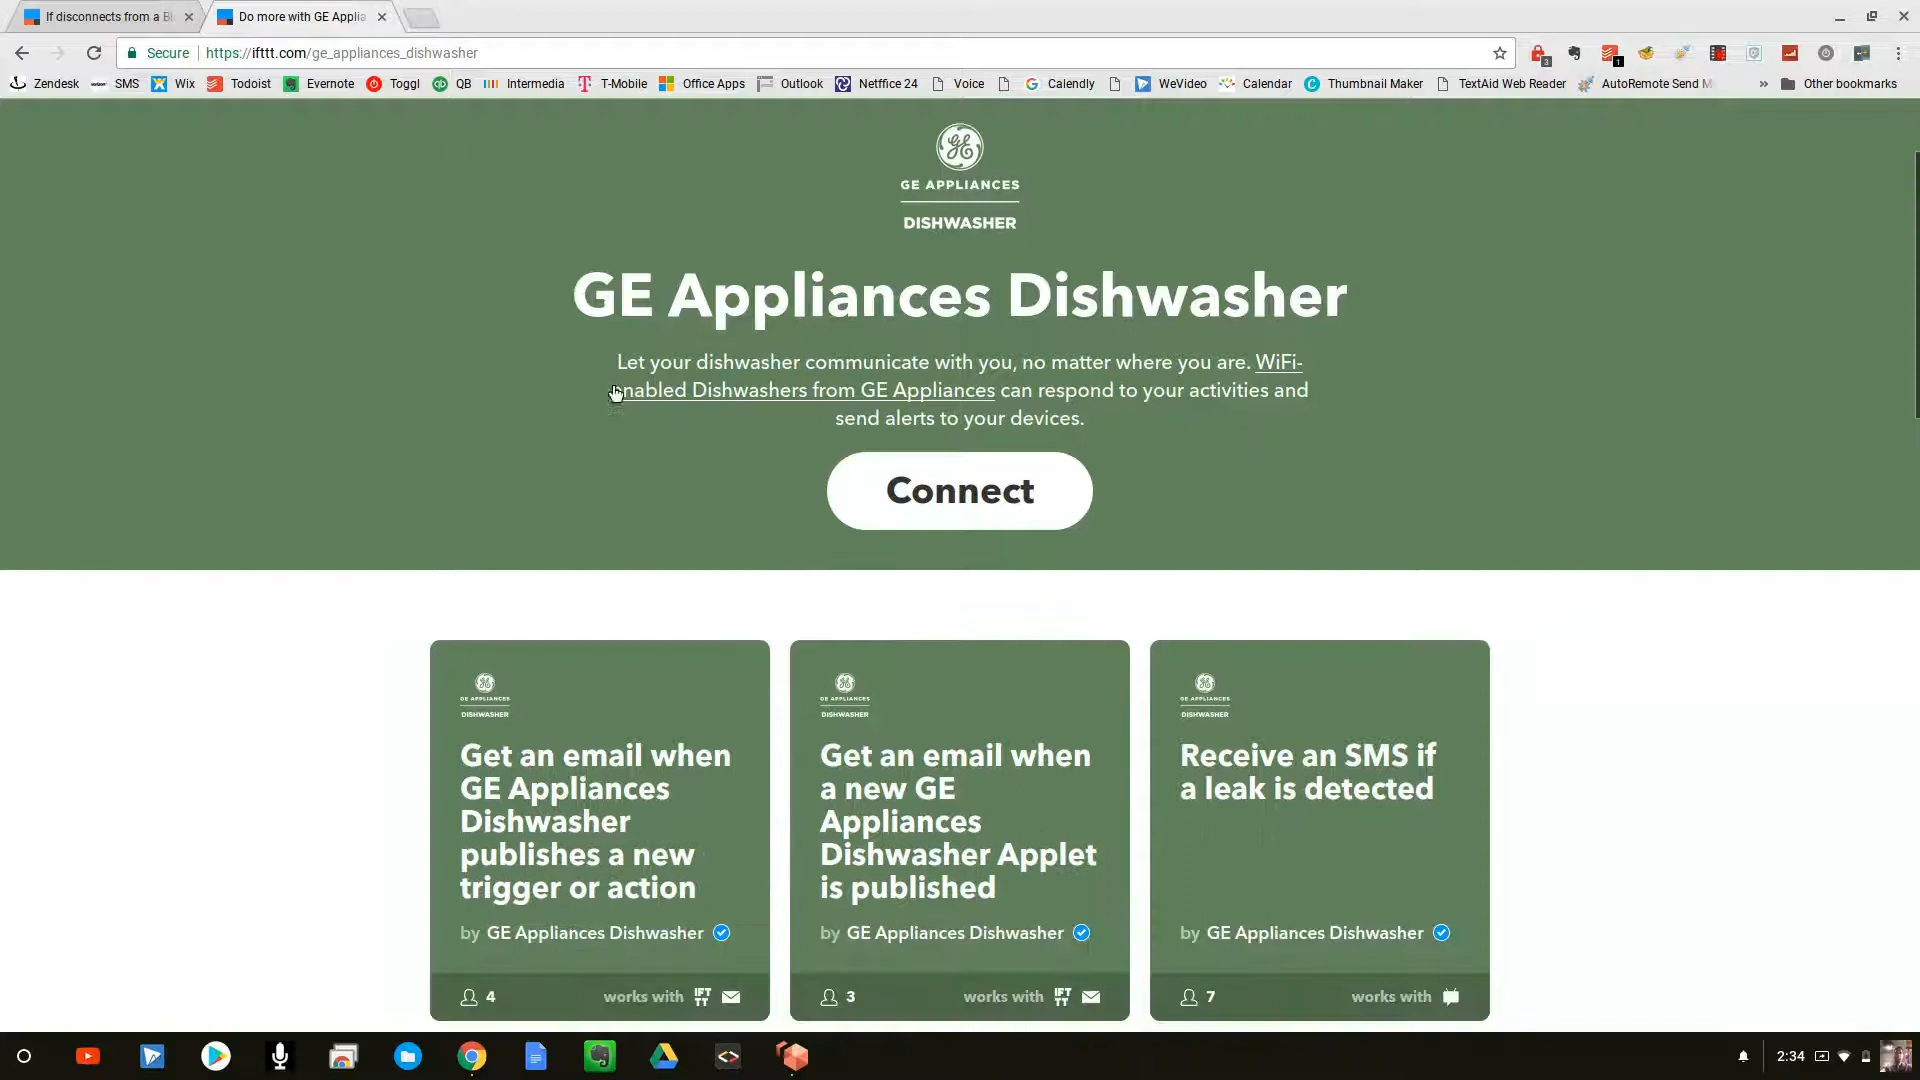 If disconnects from a Bl
Do more with GE Applia
Secure https://ifttt.com/ge_appliances_dishwasher
3
1
Zendesk SMS Wix Todoist Evernote Toggl QB Intermedia T-Mobile Office Apps Outlook Netffice 24 Voice Calendly WeVideo Calendar Thumbnail Maker TextAid Web Reader AutoRemote Send M » Other bookmarks
GE APPLIANCES
DISHWASHER
GE Appliances Dishwasher
Let your dishwasher communicate with you, no matter where you are. WiFi-
enabled Dishwashers from GE Appliances can respond to your activities and
send alerts to your devices.
Connect
GE APPLIANCES
DISHWASHER
Get an email when
GE Appliances
Dishwasher
publishes a new
trigger or action
by GE Appliances Dishwasher
4 works with IFTTT
GE APPLIANCES
DISHWASHER
Get an email when
a new GE
Appliances
Dishwasher Applet
is published
by GE Appliances Dishwasher
3 works with IFTTT
GE APPLIANCES
DISHWASHER
Receive an SMS if
a leak is detected
by GE Appliances Dishwasher
7 works with
2:34